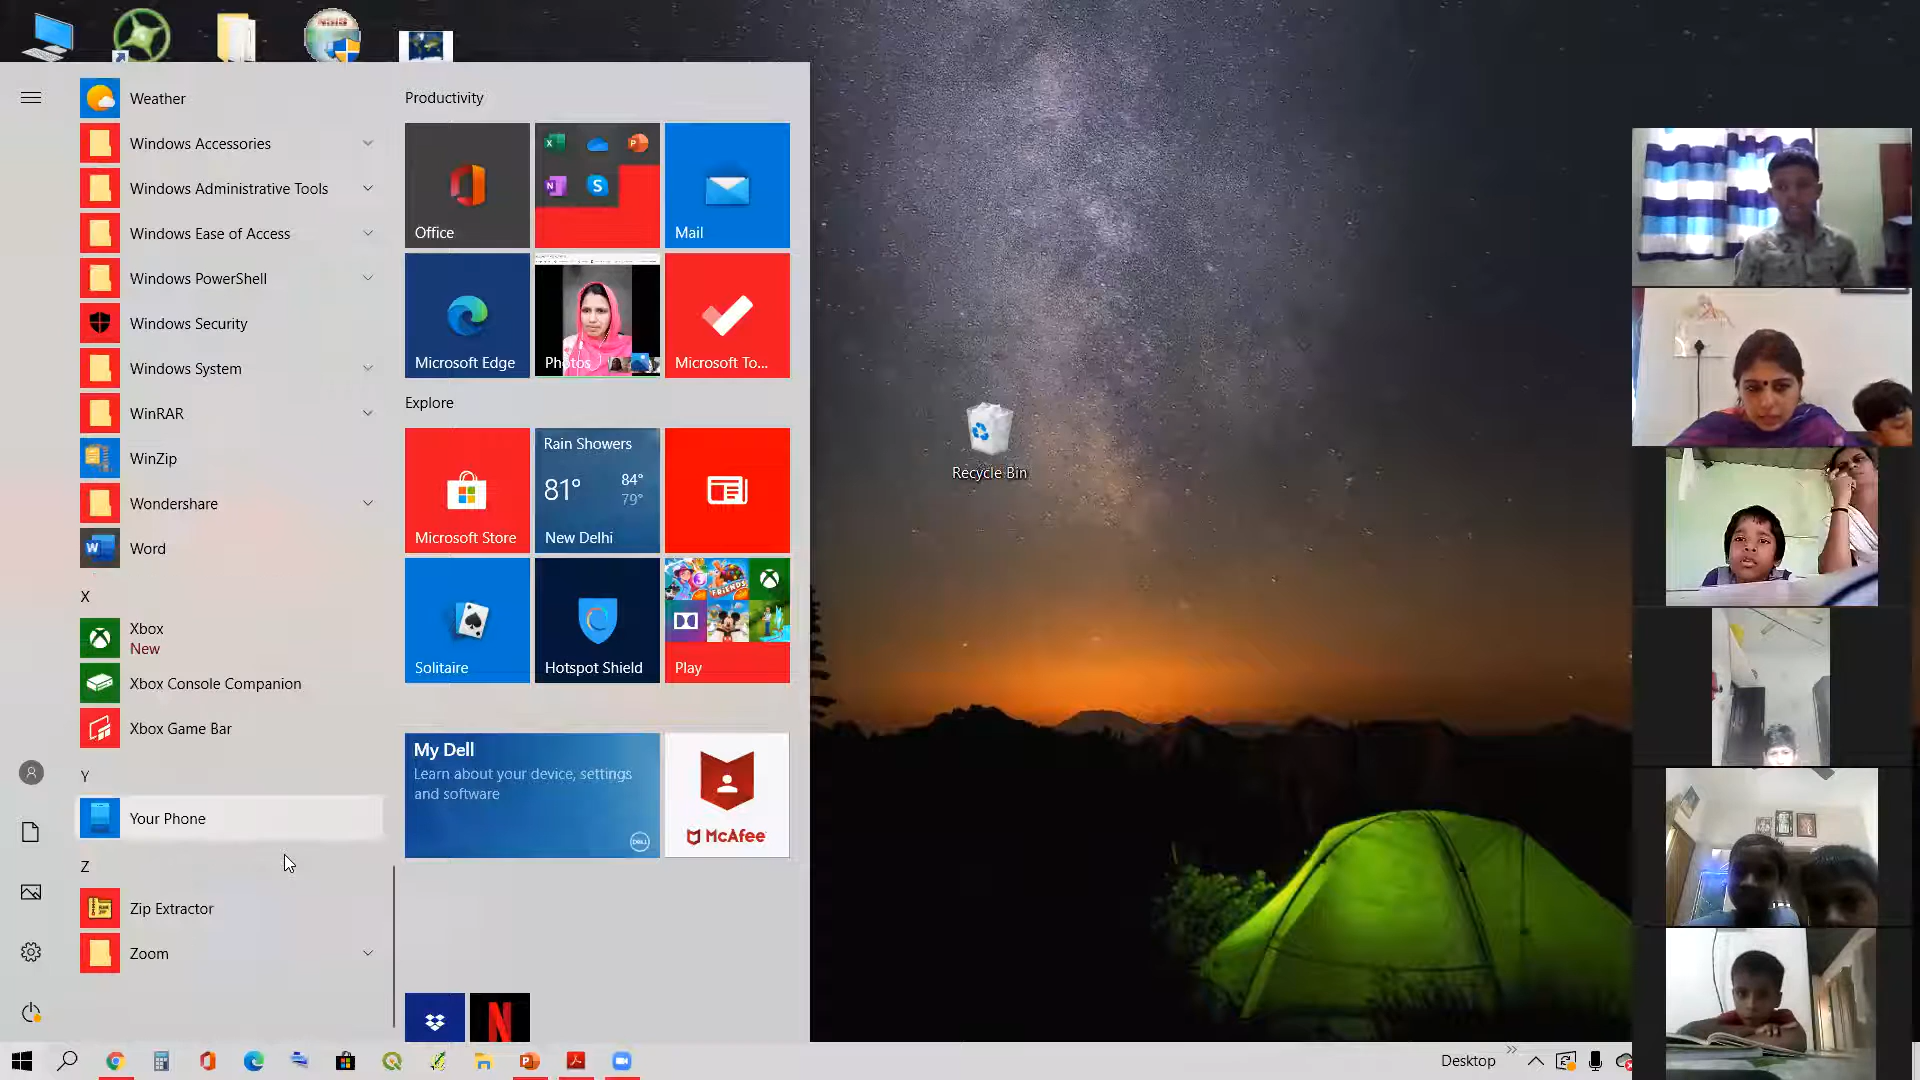 Weather
Windows Accessories
Windows Administrative Tools
Windows Ease of Access
Windows PowerShell
Windows Security
Windows System
WinRAR
WinZip
Wondershare
Word
X
Xbox
New
Xbox Console Companion
Xbox Game Bar
Y
Your Phone
Z
Zip Extractor
Zoom
Productivity
Office
Mail
Microsoft Edge
Photos
Microsoft To...
Explore
Microsoft Store
Rain Showers
81°
84°
79°
New Delhi
Solitaire
Hotspot Shield
FRIENDS
Play
My Dell
Learn about your device, settings
and software
DELL
McAfee
Recycle Bin
Desktop